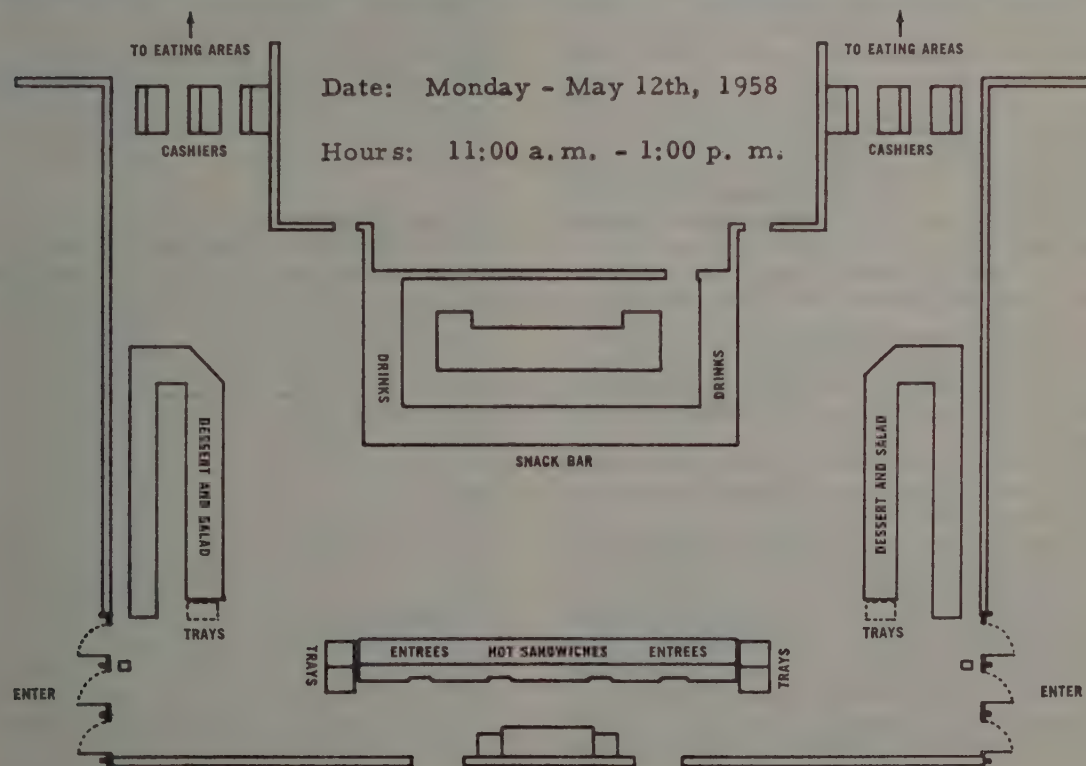 TO EATING AREAS
TO EATING AREAS
Date: Monday - May 12th, 1958
CASHIERS
CASHIERS
Hours: 11:00 a.m. - 1:00 p.m.
DRINKS
DRINKS
SNACK BAR
DESSERT AND SALAD
DESSERT AND SALAD
TRAYS
TRAYS
TRAYS
ENTREES HOT SANDWICHES ENTREES
TRAYS
ENTER
ENTER